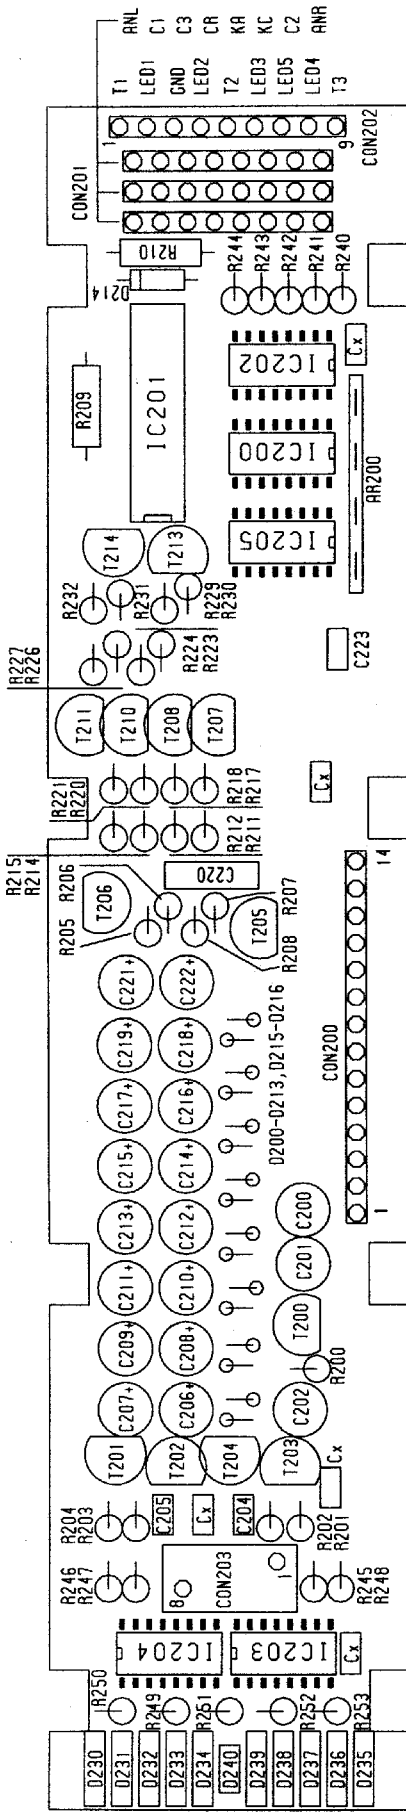 ANL
C1
C3
CR
KA
KC
C2
ANR
T1
LED1
GND
LED2
T2
LED3
LED5
LED4
T3
1
9
CON201
CON202
R210
D214
R244
R243
R242
R241
R240
R209
IC201
IC202
Cx
IC200
AR200
IC205
T214
T213
R232
R231
R229
R230
R227
R226
R224
R223
C223
T211
T210
T208
T207
R221
R220
R218
R217
Cx
R215
R214
R212
R211
C220
14
R206
T206
R207
R205
T205
R208
C221+
C222+
C219+
C218+
D200-D213,D215-D216
CON200
C217+
C216+
C215+
C214+
C213+
C212+
C200
1
C211+
C210+
C201
C209+
C208+
T200
R200
C207+
C206+
C202
T201
T202
T204
T203
Cx
R204
R203
C205
Cx
C204
R202
R201
R246
R247
8
CON203
1
R245
R248
IC204
IC203
Cx
R250
R249
R261
R252
R253
D230
D231
D232
D233
D234
D240
D239
D238
D237
D236
D235